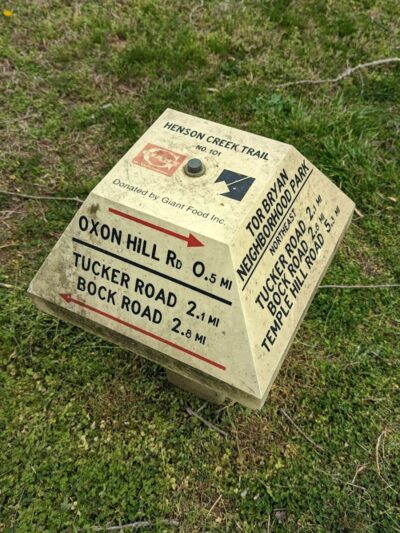 HENSON CREEK TRAIL
NO. 101
Donated by Giant Food Inc.
OXON HILL RD 0.5 MI
TUCKER ROAD 2.1 MI
BOCK ROAD 2.8 MI
TOR BRYAN
NEIGHBORHOOD PARK
NORTHEAST
TUCKER ROAD 2.1 MI
BOCK ROAD 2.8 MI
TEMPLE HILL ROAD 5.3 MI